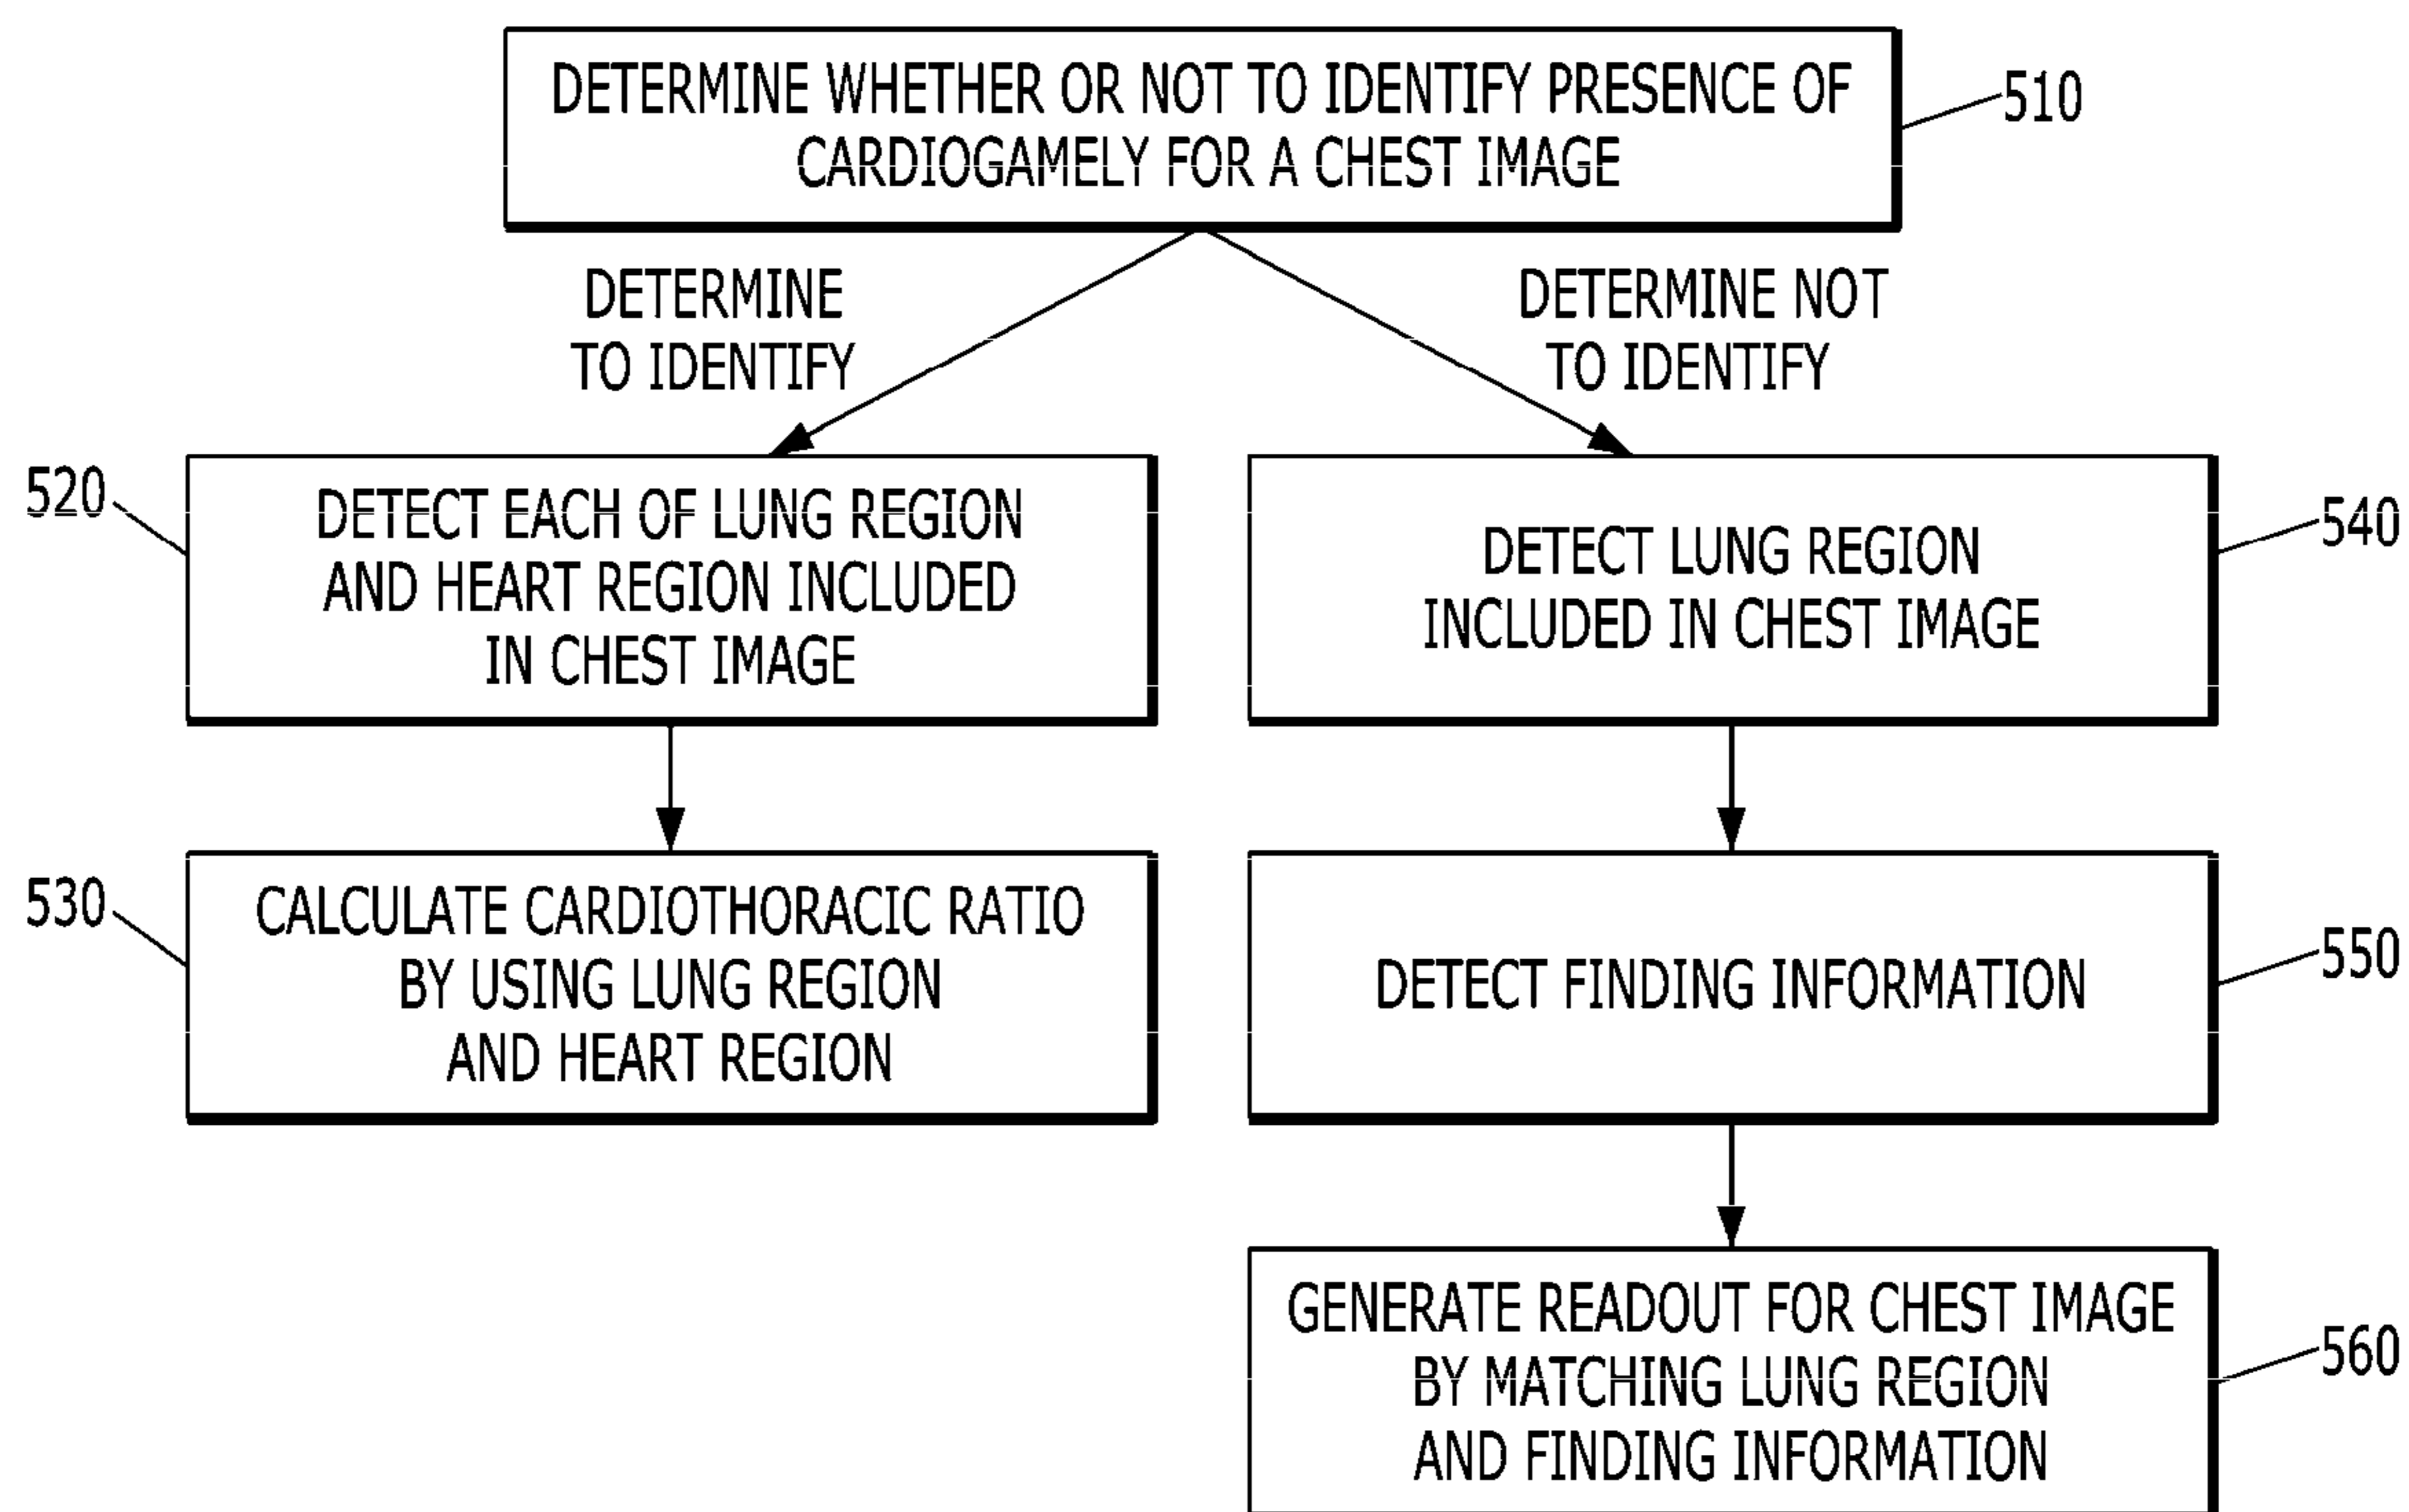 DETERMINE WHETHER OR NOT TO IDENTIFY PRESENCE OF
CARDIOGAMELY FOR A CHEST IMAGE
510
DETERMINE
TO IDENTIFY
DETERMINE NOT
TO IDENTIFY
520
DETECT EACH OF LUNG REGION
AND HEART REGION INCLUDED
IN CHEST IMAGE
DETECT LUNG REGION
INCLUDED IN CHEST IMAGE
540
530
CALCULATE CARDIOTHORACIC RATIO
BY USING LUNG REGION
AND HEART REGION
DETECT FINDING INFORMATION
550
GENERATE READOUT FOR CHEST IMAGE
BY MATCHING LUNG REGION
AND FINDING INFORMATION
560